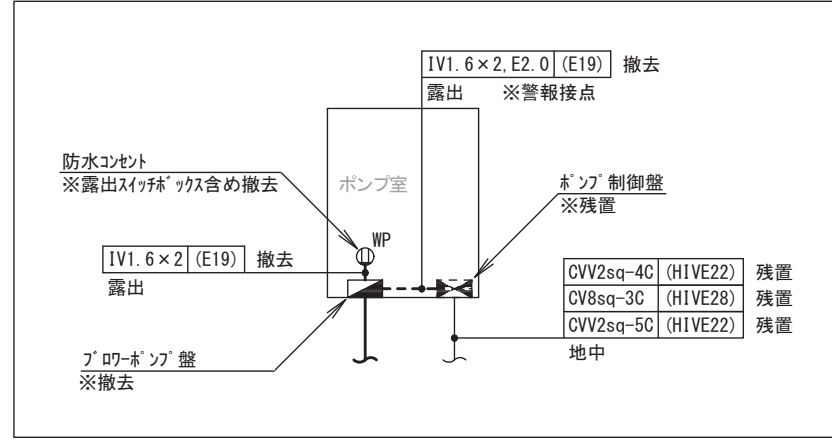 IV1.6×2,E2.0 (E19) 撤去
露出 ※警報接点
防水ｺﾝｾﾝﾄ
※露出ｽｲｯﾁﾎﾞｯｸｽ含め撤去
ポンプ室
ﾎﾟﾝﾌﾟ制御盤
※残置
WP
IV1.6×2 (E19) 撤去
露出
CVV2sq-4C (HIVE22) 残置
CV8sq-3C (HIVE28) 残置
CVV2sq-5C (HIVE22) 残置
地中
ﾌﾞﾛﾜｰﾎﾟﾝﾌﾟ盤
※撤去